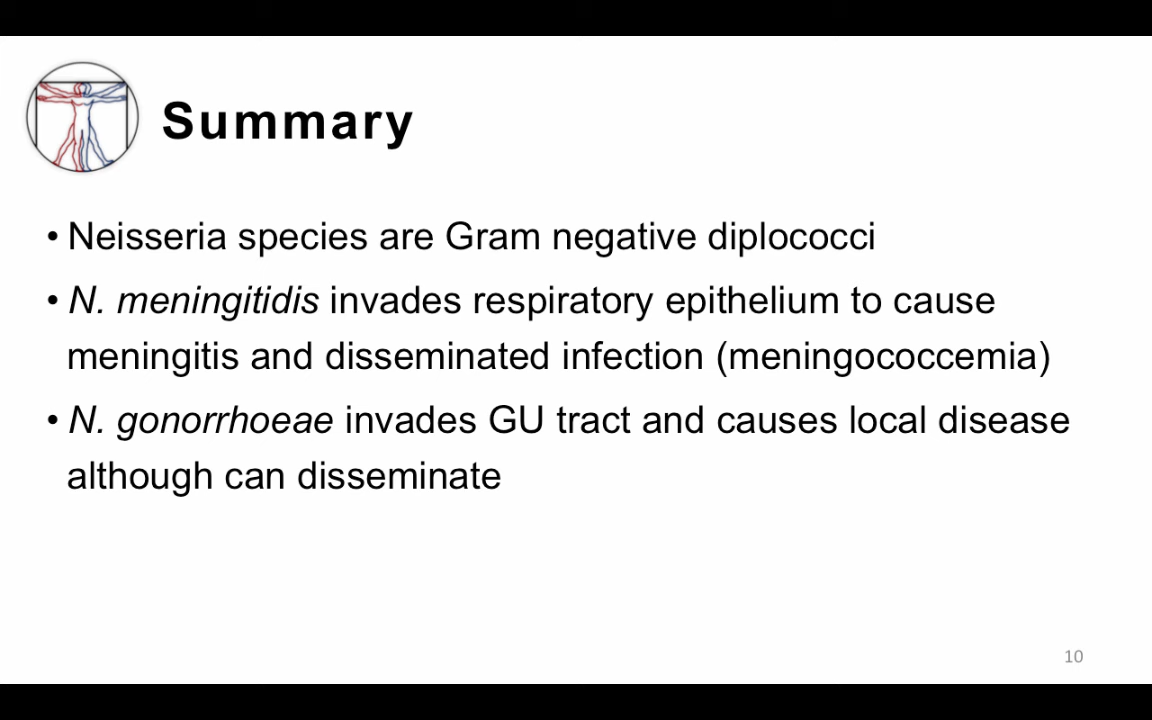 Summary
• Neisseria species are Gram negative diplococci
• N. meningitidis invades respiratory epithelium to cause
meningitis and disseminated infection (meningococcemia)
• N. gonorrhoeae invades GU tract and causes local disease
although can disseminate
10